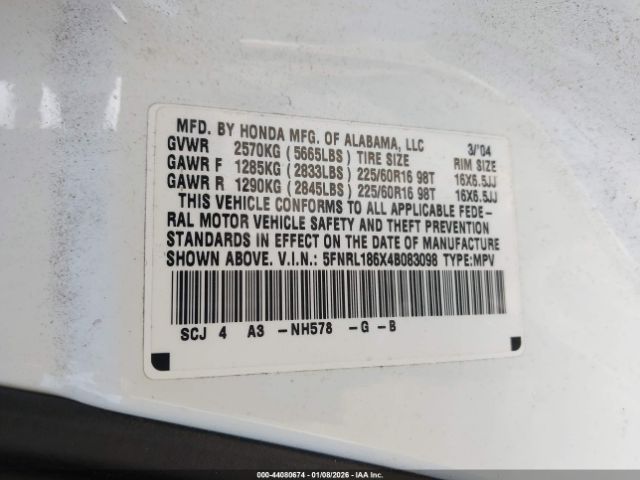 MFD. BY HONDA MFG. OF ALABAMA, LLC 3/'04
GVWR 2570KG (5665LBS) TIRE SIZE RIM SIZE
GAWR F 1285KG (2833LBS) 225/60R16 98T 16X6.5JJ
GAWR R 1290KG (2845LBS) 225/60R16 98T 16X6.5JJ
THIS VEHICLE CONFORMS TO ALL APPLICABLE FEDE-
RAL MOTOR VEHICLE SAFETY AND THEFT PREVENTION
STANDARDS IN EFFECT ON THE DATE OF MANUFACTURE
SHOWN ABOVE. V.I.N.: 5FNRL186X4B083098 TYPE:MPV
SCJ 4 A3 -NH578 -G -B
000-44080674 | 01/08/2026 | IAA Inc.